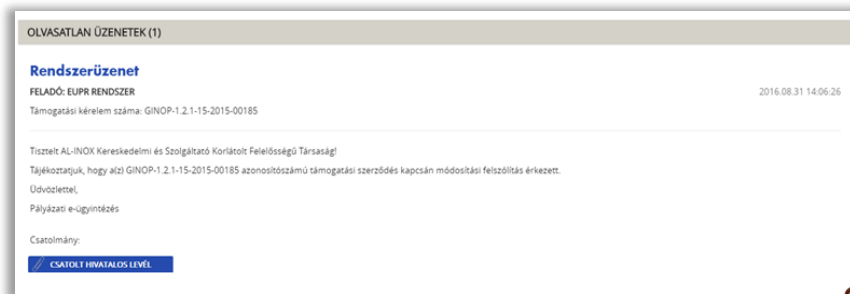 OLVASATLAN ÜZENETEK (1)
Rendszerüzenet
FELADÓ: EUPR RENDSZER
2016.08.31 14:06:26
Támogatási kérelem száma: GINOP-1.2.1-15-2015-00185
Tisztelt AL-INOX Kereskedelmi és Szolgáltató Korlátolt Felelősségű Társaság!
Tájékoztatjuk, hogy a(z) GINOP-1.2.1-15-2015-00185 azonosítószámú támogatási szerződés kapcsán módosítási felszólítás érkezett.
Üdvözlettel,
Pályázati e-ügyintézés
Csatolmány:
CSATOLT HIVATALOS LEVÉL